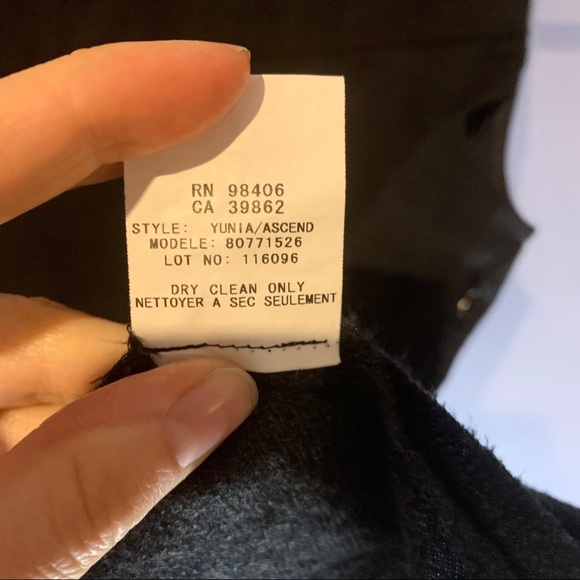 RN 98406
CA 39862
STYLE: YUNIA/ASCEND
MODELE: 80771526
LOT NO: 116096
DRY CLEAN ONLY
NETTOYER A SEC SEULEMENT